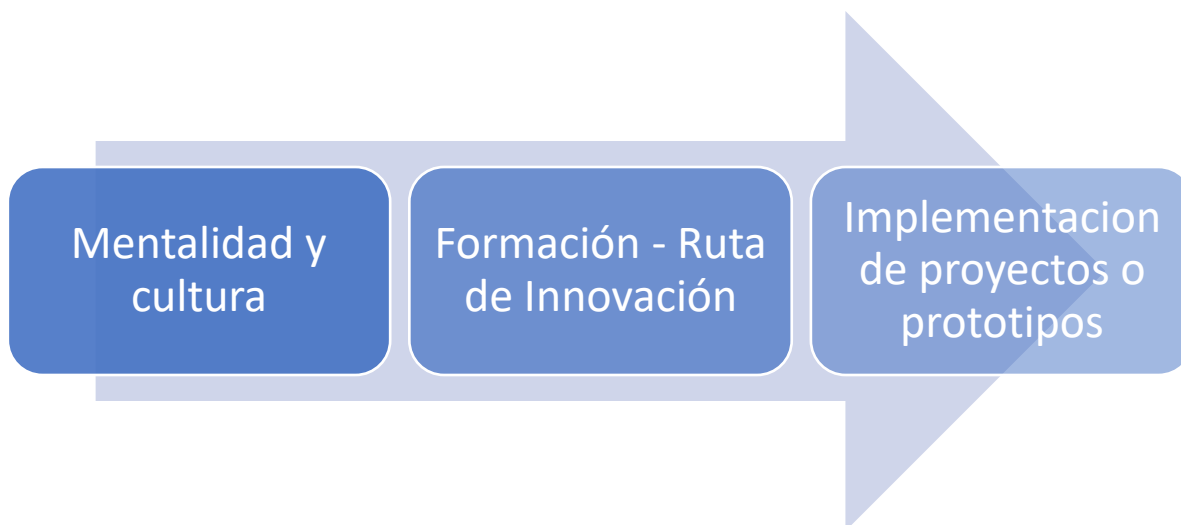 Mentalidad y
cultura
Formación - Ruta
de Innovación
Implementacion
de proyectos o
prototipos